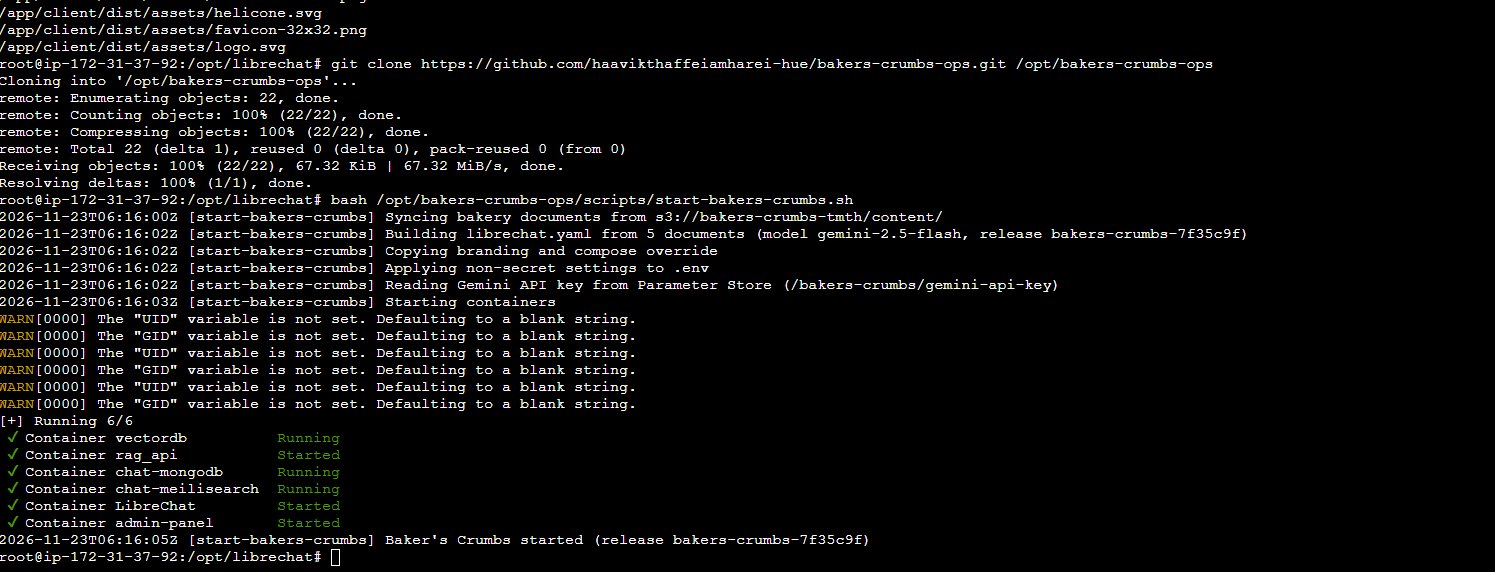 /app/client/dist/assets/helicone.svg
/app/client/dist/assets/favicon-32x32.png
/app/client/dist/assets/logo.svg
root@ip-172-31-37-92:/opt/librechat# git clone https://github.com/haavikthaffeiamharei-hue/bakers-crumbs-ops.git /opt/bakers-crumbs-ops
Cloning into '/opt/bakers-crumbs-ops'...
remote: Enumerating objects: 22, done.
remote: Counting objects: 100% (22/22), done.
remote: Compressing objects: 100% (22/22), done.
remote: Total 22 (delta 1), reused 0 (delta 0), pack-reused 0 (from 0)
Receiving objects: 100% (22/22), 67.32 KiB | 67.32 MiB/s, done.
Resolving deltas: 100% (1/1), done.
root@ip-172-31-37-92:/opt/librechat# bash /opt/bakers-crumbs-ops/scripts/start-bakers-crumbs.sh
2026-11-23T06:16:00Z [start-bakers-crumbs] Syncing bakery documents from s3://bakers-crumbs-tmth/content/
2026-11-23T06:16:02Z [start-bakers-crumbs] Building librechat.yaml from 5 documents (model gemini-2.5-flash, release bakers-crumbs-7f35c9f)
2026-11-23T06:16:02Z [start-bakers-crumbs] Copying branding and compose override
2026-11-23T06:16:02Z [start-bakers-crumbs] Applying non-secret settings to .env
2026-11-23T06:16:02Z [start-bakers-crumbs] Reading Gemini API key from Parameter Store (/bakers-crumbs/gemini-api-key)
2026-11-23T06:16:03Z [start-bakers-crumbs] Starting containers
WARN[0000] The "UID" variable is not set. Defaulting to a blank string.
WARN[0000] The "GID" variable is not set. Defaulting to a blank string.
WARN[0000] The "UID" variable is not set. Defaulting to a blank string.
WARN[0000] The "GID" variable is not set. Defaulting to a blank string.
WARN[0000] The "UID" variable is not set. Defaulting to a blank string.
WARN[0000] The "GID" variable is not set. Defaulting to a blank string.
[+] Running 6/6
✓ Container vectordb Running
✓ Container rag_api Started
✓ Container chat-mongodb Running
✓ Container chat-meilisearch Running
✓ Container LibreChat Started
✓ Container admin-panel Started
2026-11-23T06:16:05Z [start-bakers-crumbs] Baker's Crumbs started (release bakers-crumbs-7f35c9f)
root@ip-172-31-37-92:/opt/librechat#